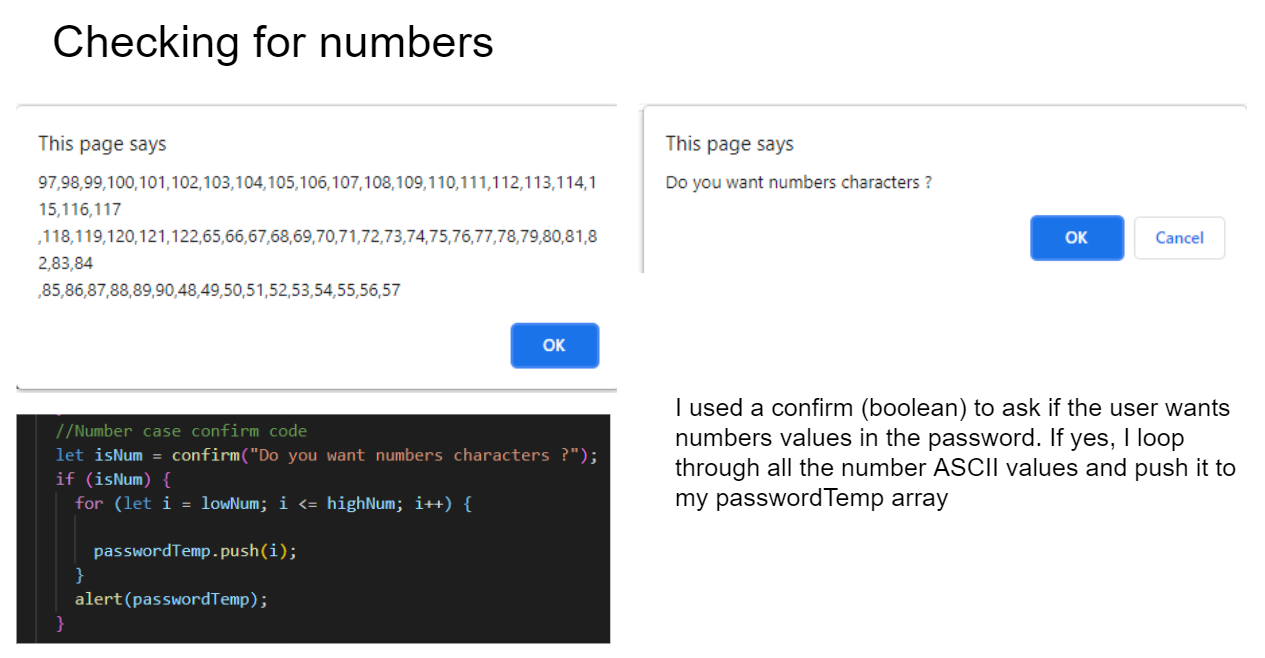 Checking for numbers
This page says
97,98,99,100,101,102,103,104,105,106,107,108,109,110,111,112,113,114,1
15,116,117
,118,119,120,121,122,65,66,67,68,69,70,71,72,73,74,75,76,77,78,79,80,81,8
2,83,84
,85,86,87,88,89,90,48,49,50,51,52,53,54,55,56,57
OK
This page says
Do you want numbers characters ?
OK
Cancel
//Number case confirm code
let isNum = confirm("Do you want numbers characters ?");
if (isNum) {
for (let i = lowNum; i <= highNum; i++) {
passwordTemp.push(i);
}
alert(passwordTemp);
}
I used a confirm (boolean) to ask if the user wants
numbers values in the password. If yes, I loop
through all the number ASCII values and push it to
my passwordTemp array